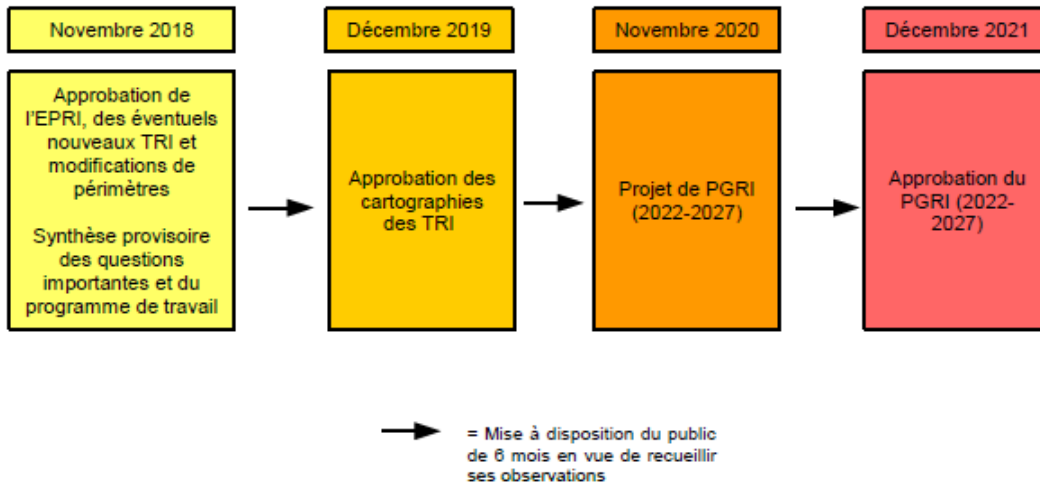 Novembre 2018
Décembre 2019
Novembre 2020
Décembre 2021
Approbation de
l'EPRI, des éventuels
nouveaux TRI et
modifications de
périmètres
Synthèse provisoire
des questions
importantes et du
programme de travail
Approbation des
cartographies
des TRI
Projet de PGRI
(2022-2027)
Approbation du
PGRI (2022-
2027)
= Mise à disposition du public
de 6 mois en vue de recueillir
ses observations